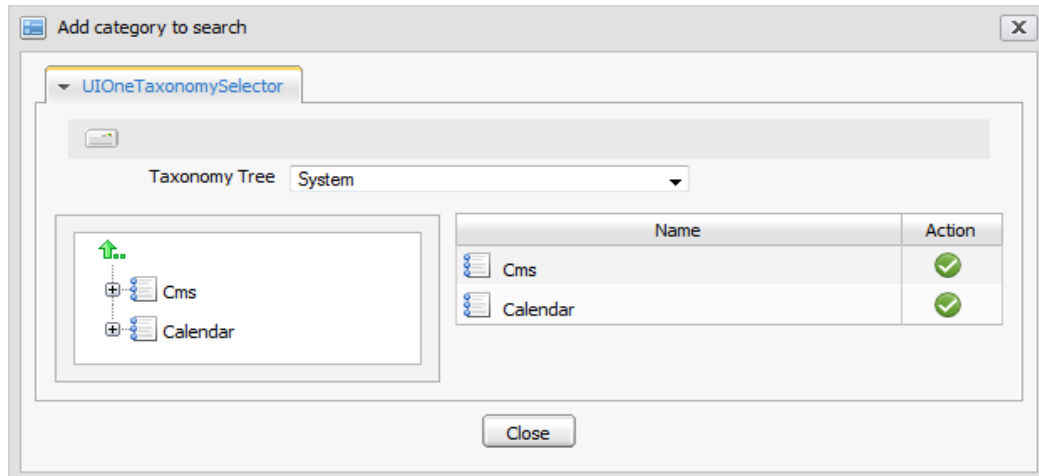 Add category to search
UIOneTaxonomySelector
Taxonomy Tree System
Name Action
Cms
Calendar
Cms
Calendar
Close